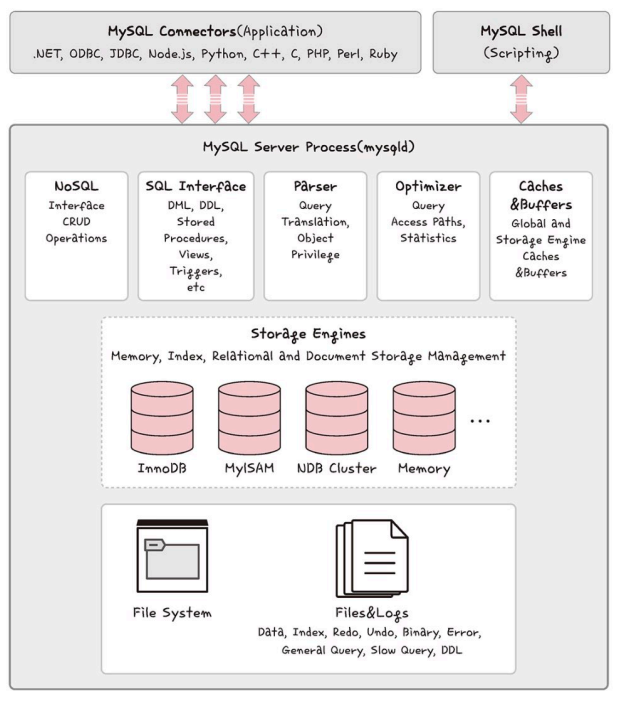 MySQL Connectors(Application)
.NET, ODBC, JDBC, Node.js, Python, C++, C, PHP, Perl, Ruby
MySQL Shell
(Scripting)
MySQL Server Process(mysqld)
NoSQL
Interface
CRUD
Operations
SQL Interface
DML, DDL,
Stored
Procedures,
Views,
Triggers,
etc
Parser
Query
Translation,
Object
Privilege
Optimizer
Query
Access Paths,
Statistics
Caches
&Buffers
Global and
Storage Engine
Caches
&Buffers
Storage Engines
Memory, Index, Relational and Document Storage Management
InnoDB
MyISAM
NDB Cluster
Memory
...
File System
Files&Logs
Data, Index, Redo, Undo, Binary, Error,
General Query, Slow Query, DDL